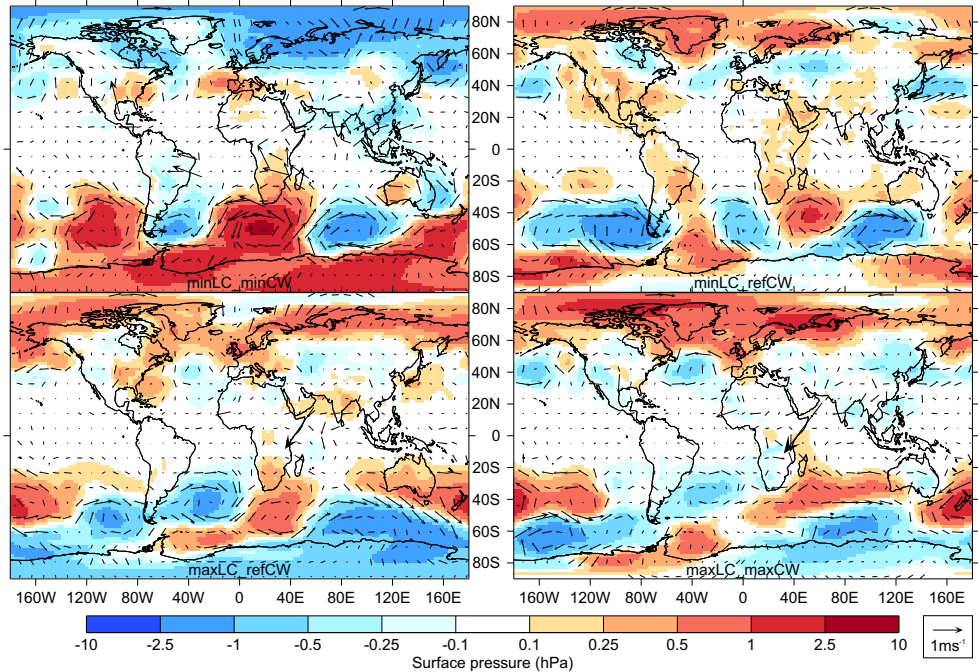 80N
60N
40N
20N
0
20S
40S
60S
80S
minLC_minCW
minLC_refCW
80N
60N
40N
20N
0
20S
40S
60S
80S
maxLC_refCW
maxLC_maxCW
160W 120W 80W 40W 0 40E 80E 120E 160E
160W 120W 80W 40W 0 40E 80E 120E 160E
-10 -2.5 -1 -0.5 -0.25 -0.1 0.1 0.25 0.5 1 2.5 10
Surface pressure (hPa)
1ms⁻¹